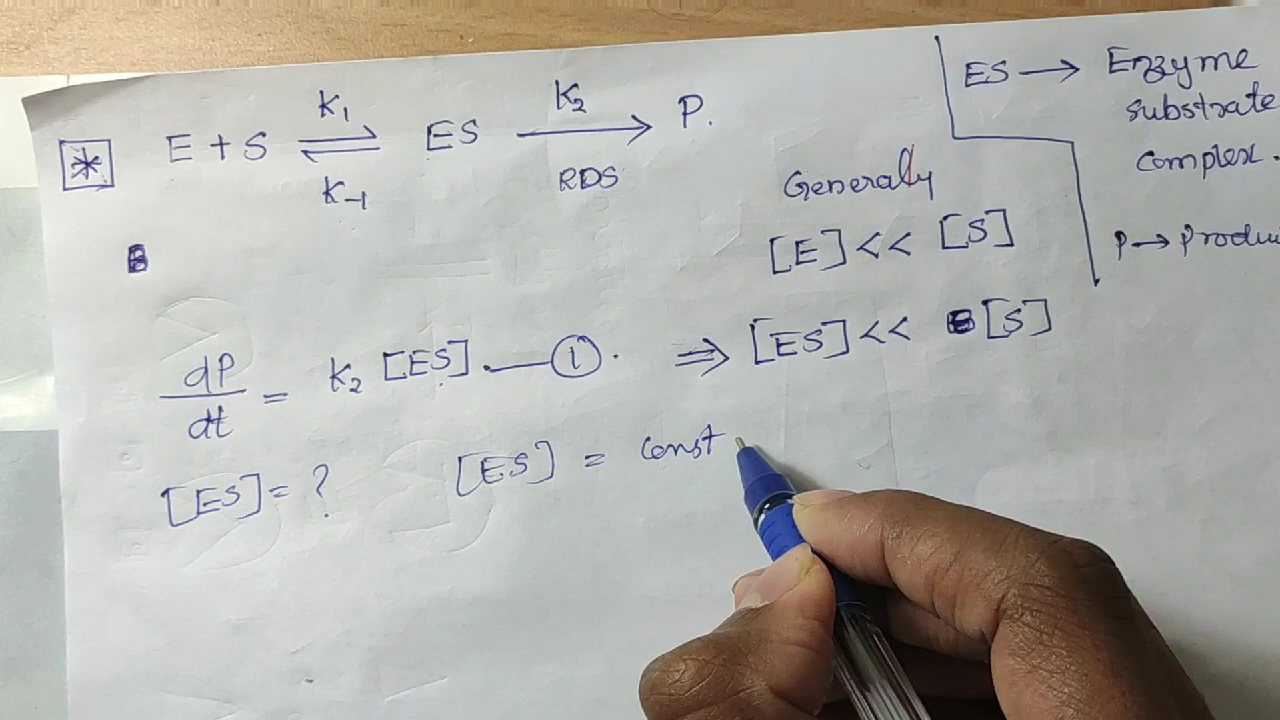 E + S ⇌ ES → P.
K1
K-1
K2
RDS
ES → Enzyme
substrate
complex.
P → Produ
Generally
[E] << [S]
dP/dt = K2 [ES]. — ①. ⇒ [ES] << [S]
[ES] = ? [ES] = const